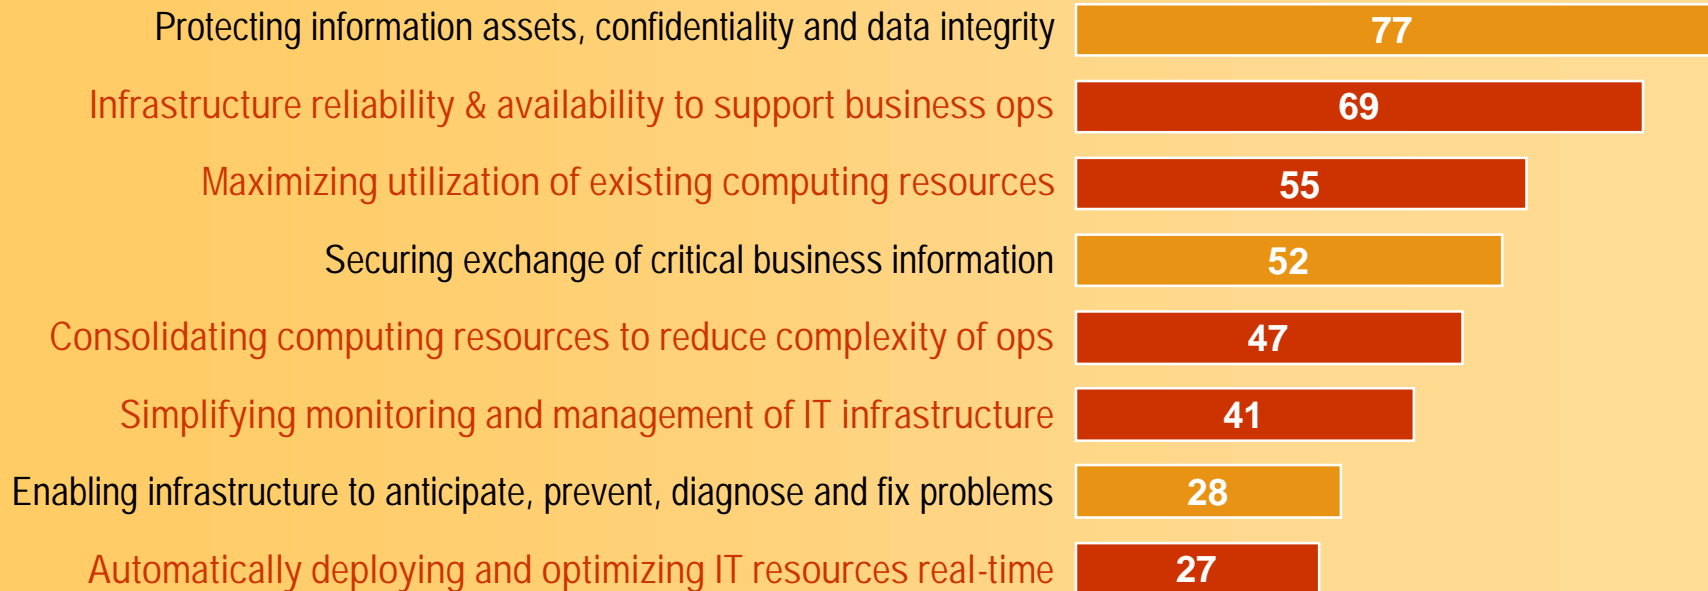 Protecting information assets, confidentiality and data integrity 77
Infrastructure reliability & availability to support business ops 69
Maximizing utilization of existing computing resources 55
Securing exchange of critical business information 52
Consolidating computing resources to reduce complexity of ops 47
Simplifying monitoring and management of IT infrastructure 41
Enabling infrastructure to anticipate, prevent, diagnose and fix problems 28
Automatically deploying and optimizing IT resources real-time 27